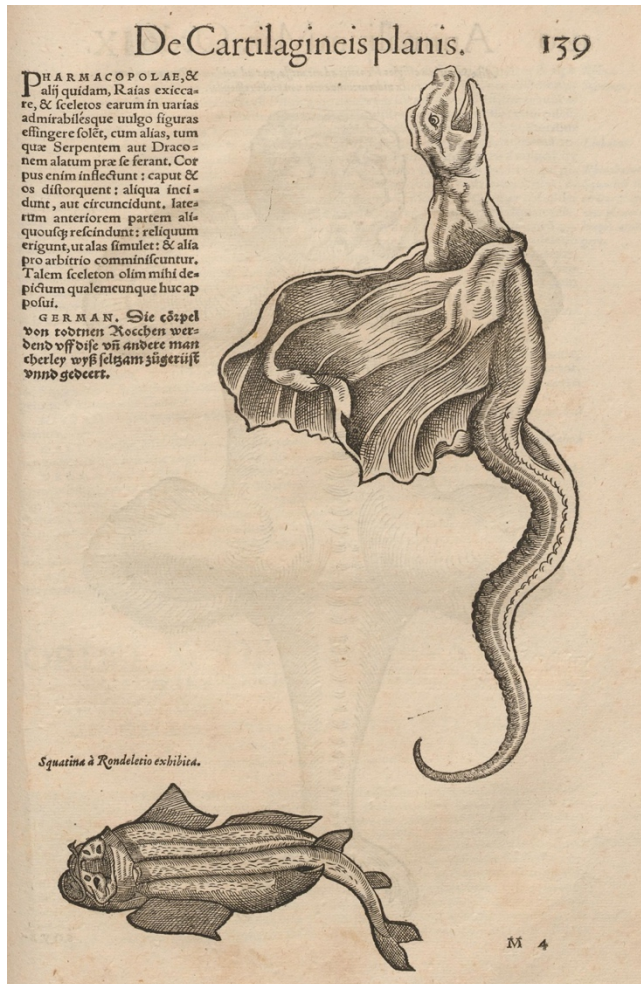 De Cartilagineis planis. 139
PHARMACOPOLAE, &
alij quidam, Raias exicca=
re, & ſceletos earum in uarias
admirabilésque uulgo figuras
effingere ſolēt, cum alias, tum
quæ Serpentem aut Draco=
nem alatum præ ſe ferant. Cor
pus enim inflectunt: caput &
os diſtorquent: aliqua inci=
dunt, aut circuncidunt. late=
rum anteriorem partem ali=
quouſq; reſcindunt: reliquum
erigunt, ut alas ſimulet: & alia
pro arbitrio comminiſcuntur.
Talem ſceleton olim mihi de=
pictum qualemcunque huc ap
poſui.
GERMAN. Die cörpel
von todtnen Rocchen wer=
dend vff diſe vñ andere man
cherley wyß ſeltzam zůgerüſt
vnnd gedeert.
Squatina à Rondeletio exhibita.
M 4